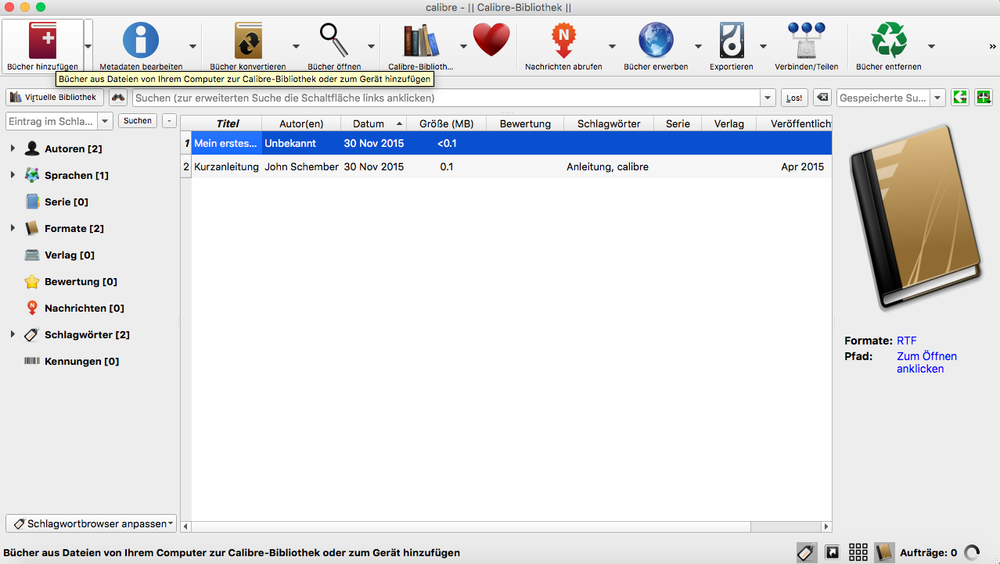 calibre - || Calibre-Bibliothek ||
Bücher hinzufügen
Metadaten bearbeiten
Bücher konvertieren
Bücher öffnen
Calibre-Biblioth...
Nachrichten abrufen
Bücher erwerben
Exportieren
Verbinden/Teilen
Bücher entfernen
»
Bücher aus Dateien von Ihrem Computer zur Calibre-Bibliothek oder zum Gerät hinzufügen
Virtuelle Bibliothek
Suchen (zur erweiterten Suche die Schaltfläche links anklicken)
Los!
Gespeicherte Su...
Eintrag im Schla...
Suchen
-
Titel Autor(en) Datum Größe (MB) Bewertung Schlagwörter Serie Verlag Veröffentlich
1 Mein erstes... Unbekannt 30 Nov 2015 <0.1
2 Kurzanleitung John Schember 30 Nov 2015 0.1 Anleitung, calibre Apr 2015
Autoren [2]
Sprachen [1]
Serie [0]
Formate [2]
Verlag [0]
Bewertung [0]
Nachrichten [0]
Schlagwörter [2]
Kennungen [0]
Formate: RTF
Pfad: Zum Öffnen
anklicken
Schlagwortbrowser anpassen
Bücher aus Dateien von Ihrem Computer zur Calibre-Bibliothek oder zum Gerät hinzufügen
Aufträge: 0